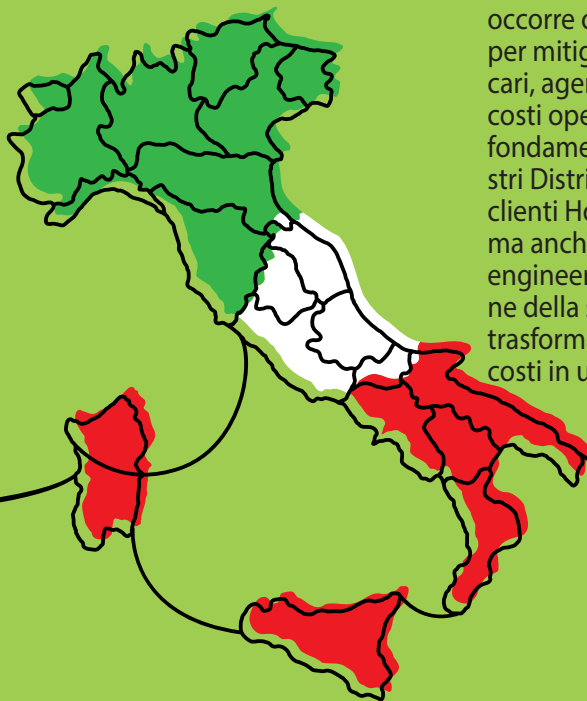 occorre c
per mitig
cari, agen
costi ope
fondame
stri Distri
clienti Ho
ma anch
engineer
ne della s
trasforma
costi in u